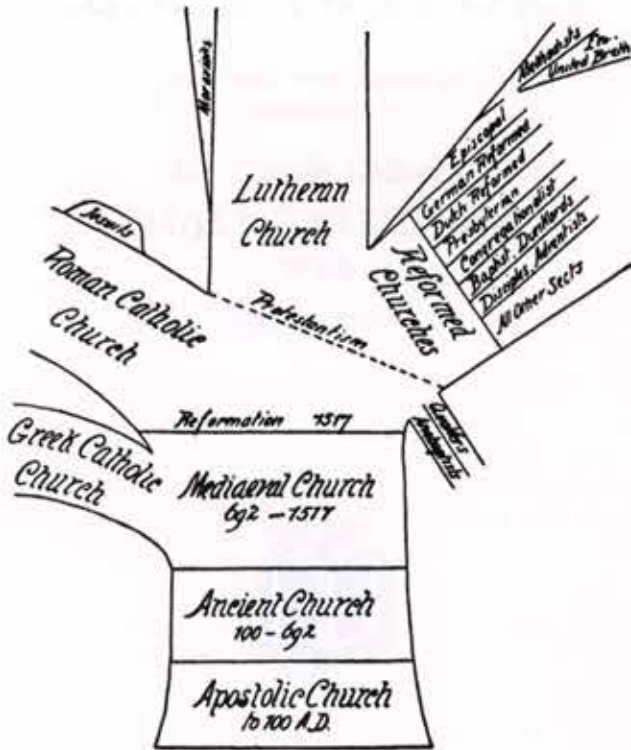 Moravians
Methodists
Ev.
United Breth
Episcopal
German Reformed
Dutch Reformed
Presbyterian
Congregationalist
Baptist, Dunkards
Disciples, Adventists
All Other Sects
Lutheran
Church
Reformed
Churches
Jesuits
Roman Catholic
Church
Protestantism
Quakers
Anabaptists
Reformation 1517
Greek Catholic
Church
Mediaeval Church
692 - 1517
Ancient Church
100 - 692
Apostolic Church
to 100 A.D.